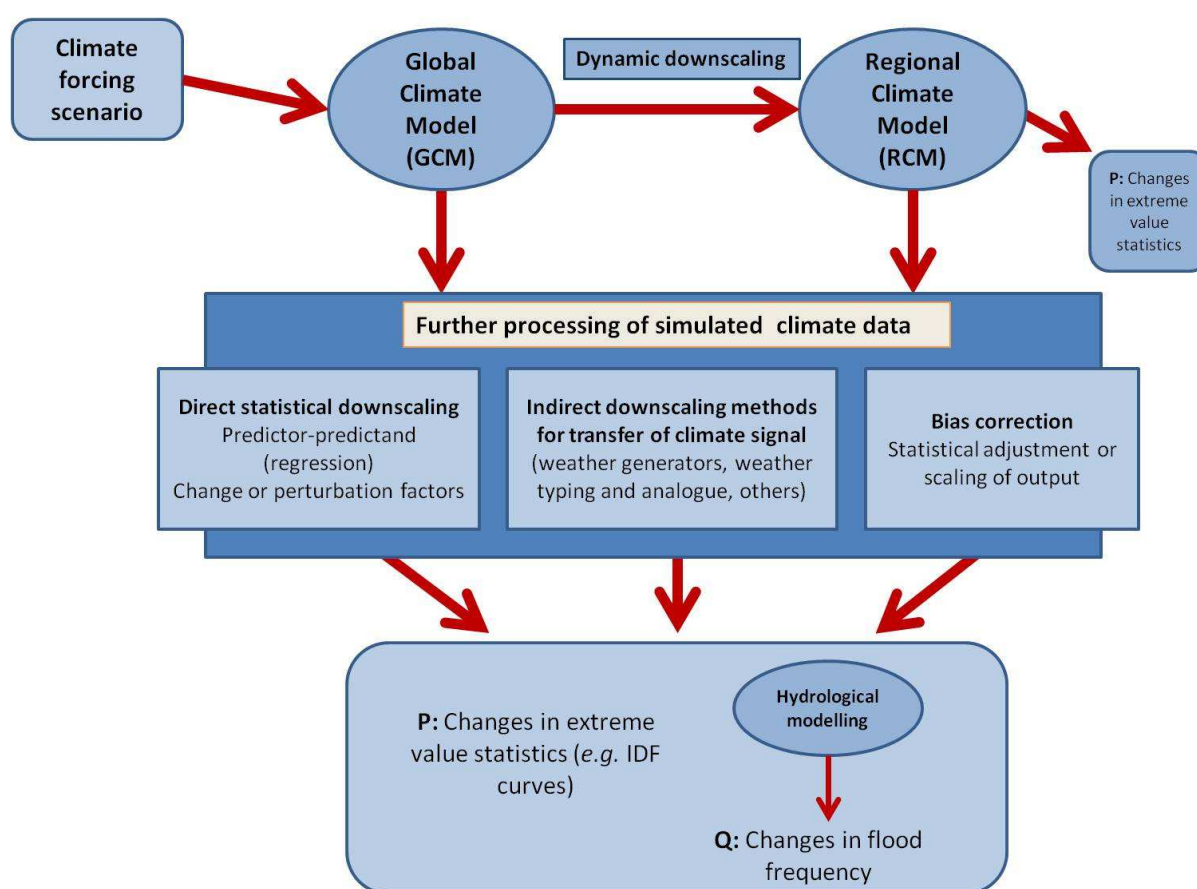 Climate
forcing
scenario
Global
Climate
Model
(GCM)
Dynamic downscaling
Regional
Climate
Model
(RCM)
P: Changes
in extreme
value
statistics
Further processing of simulated climate data
Direct statistical downscaling
Predictor-predictand
(regression)
Change or perturbation factors
Indirect downscaling methods
for transfer of climate signal
(weather generators, weather
typing and analogue, others)
Bias correction
Statistical adjustment or
scaling of output
P: Changes in extreme
value statistics (e.g. IDF
curves)
Hydrological
modelling
Q: Changes in flood
frequency